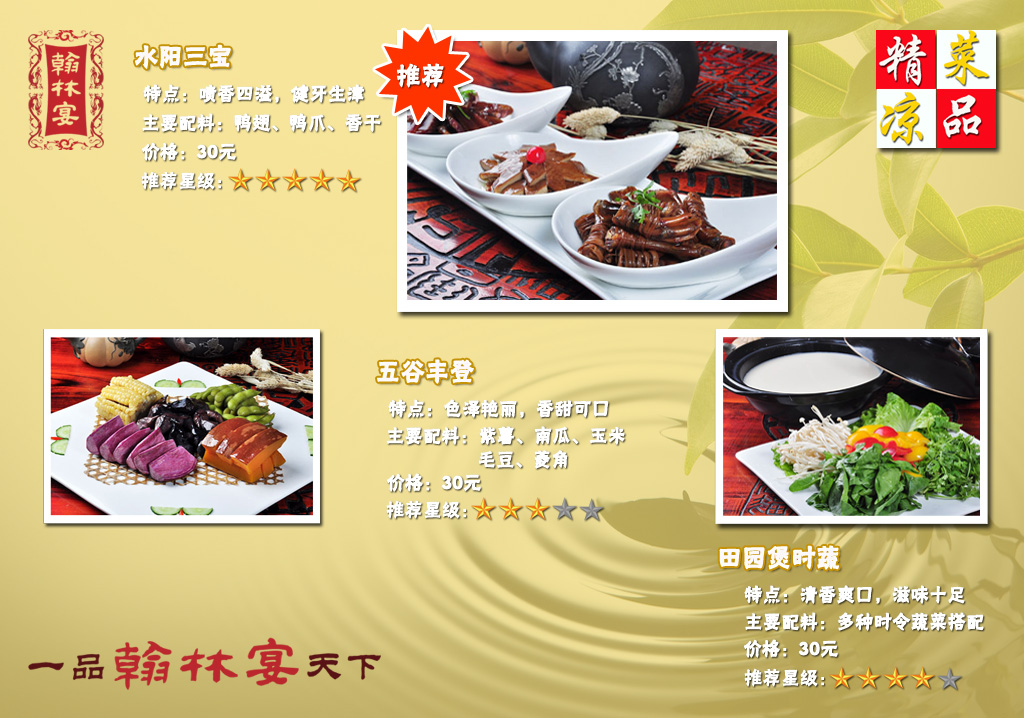 翰林宴
水阳三宝
特点：喷香四溢，健牙生津
主要配料：鸭翅、鸭爪、香干
价格：30元
推荐星级：
推荐
精菜
凉品
五谷丰登
特点：色泽艳丽，香甜可口
主要配料：紫薯、南瓜、玉米
毛豆、菱角
价格：30元
推荐星级：
田园煲时蔬
特点：清香爽口，滋味十足
主要配料：多种时令蔬菜搭配
价格：30元
推荐星级：
一品翰林宴天下